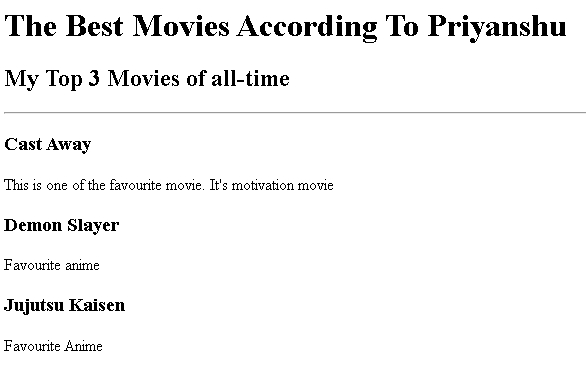 The Best Movies According To Priyanshu
My Top 3 Movies of all-time
Cast Away
This is one of the favourite movie. It's motivation movie
Demon Slayer
Favourite anime
Jujutsu Kaisen
Favourite Anime